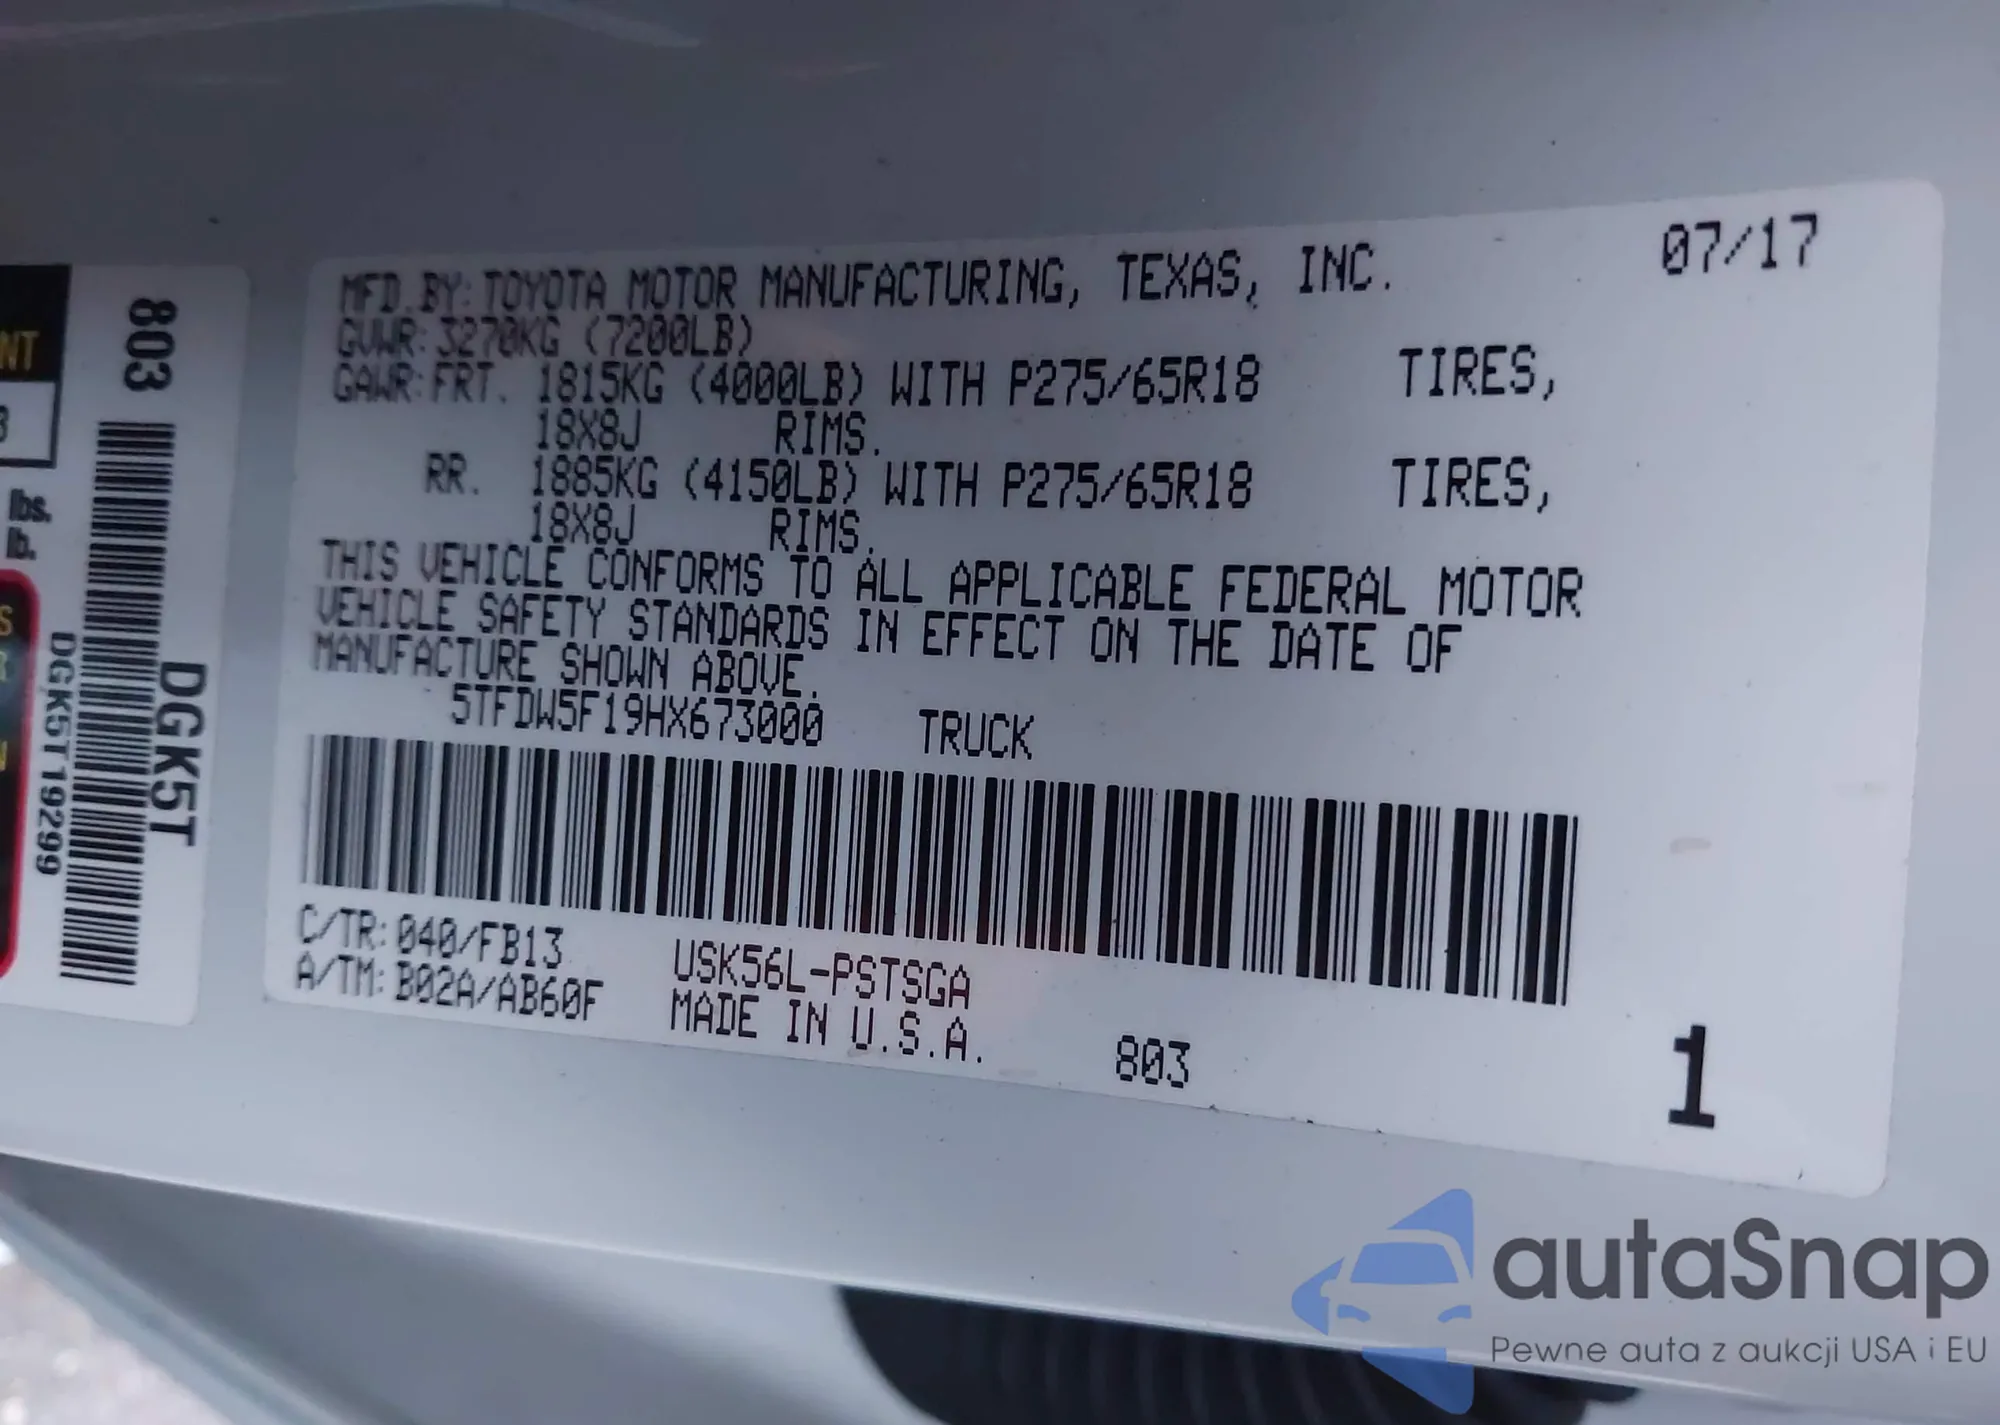 NT
lbs.
lb.
803
DGK5T
DGK5T19299
MFD.BY:TOYOTA MOTOR MANUFACTURING, TEXAS, INC. 07/17
GVWR:3270KG (7200LB)
GAWR:FRT. 1815KG (4000LB) WITH P275/65R18 TIRES,
18X8J RIMS.
RR. 1885KG (4150LB) WITH P275/65R18 TIRES,
18X8J RIMS.
THIS VEHICLE CONFORMS TO ALL APPLICABLE FEDERAL MOTOR
VEHICLE SAFETY STANDARDS IN EFFECT ON THE DATE OF
MANUFACTURE SHOWN ABOVE.
5TFDW5F19HX673000 TRUCK
C/TR:040/FB13 USK56L-PSTSGA
A/TM:B02A/AB60F MADE IN U.S.A. 803
1
autaSnap
Pewne auta z aukcji USA i EU